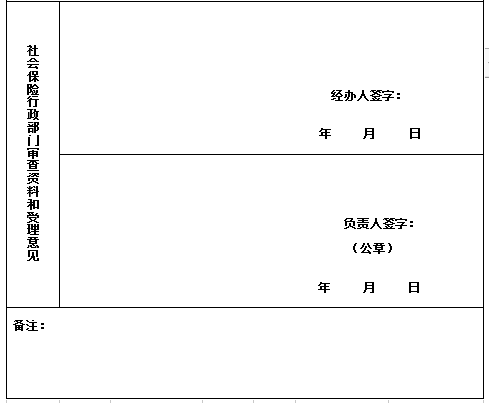 社会保险行政部门审查资料和受理意见
经办人签字：
年 月 日
负责人签字：
（公章）
年 月 日
备注：